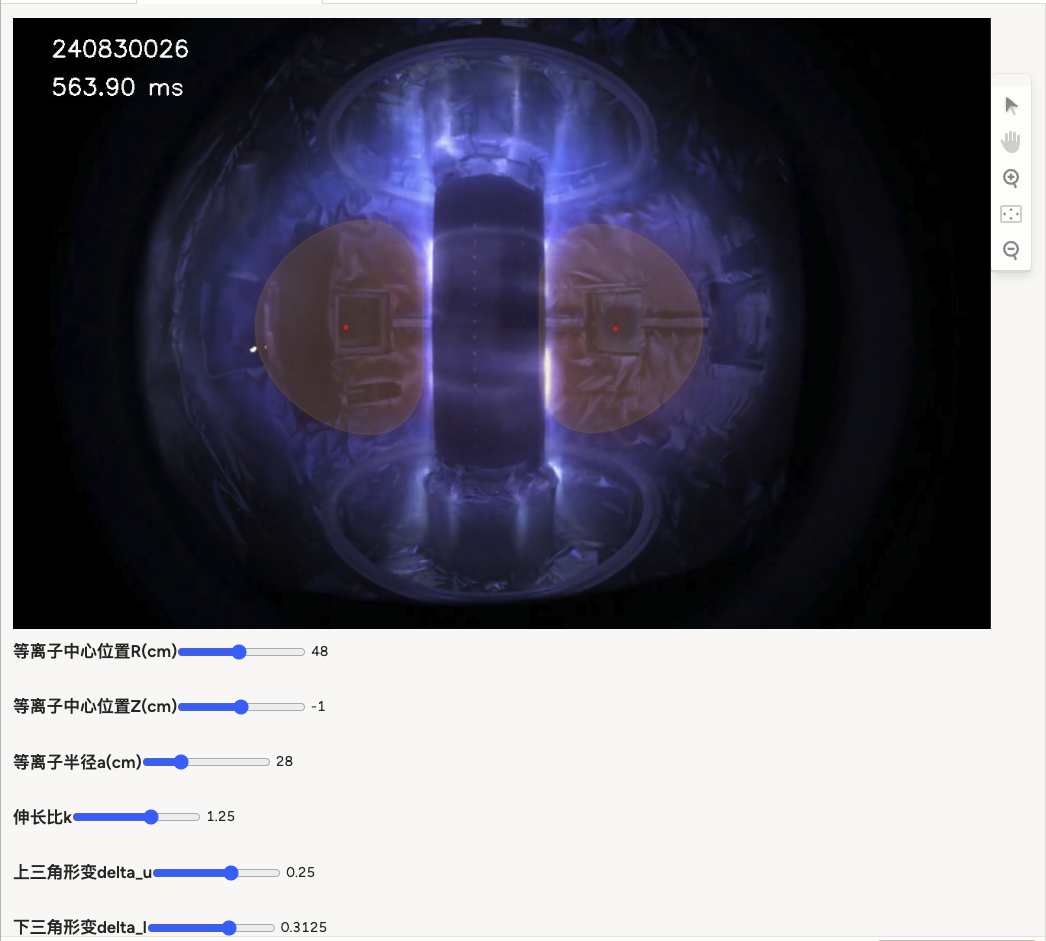 240830026
563.90 ms
等离子中心位置R(cm) 48
等离子中心位置Z(cm) -1
等离子半径a(cm) 28
伸长比k 1.25
上三角形变delta_u 0.25
下三角形变delta_l 0.3125